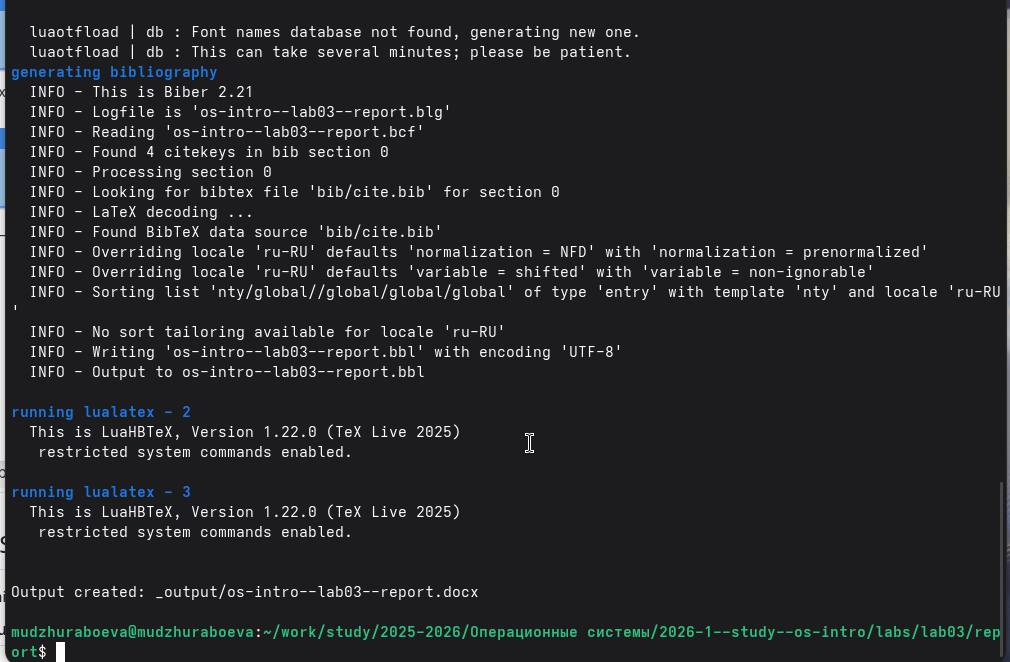 luaotfload | db : Font names database not found, generating new one.
luaotfload | db : This can take several minutes; please be patient.
generating bibliography
INFO - This is Biber 2.21
INFO - Logfile is 'os-intro--lab03--report.blg'
INFO - Reading 'os-intro--lab03--report.bcf'
INFO - Found 4 citekeys in bib section 0
INFO - Processing section 0
INFO - Looking for bibtex file 'bib/cite.bib' for section 0
INFO - LaTeX decoding ...
INFO - Found BibTeX data source 'bib/cite.bib'
INFO - Overriding locale 'ru-RU' defaults 'normalization = NFD' with 'normalization = prenormalized'
INFO - Overriding locale 'ru-RU' defaults 'variable = shifted' with 'variable = non-ignorable'
INFO - Sorting list 'nty/global//global/global/global' of type 'entry' with template 'nty' and locale 'ru-RU
'
INFO - No sort tailoring available for locale 'ru-RU'
INFO - Writing 'os-intro--lab03--report.bbl' with encoding 'UTF-8'
INFO - Output to os-intro--lab03--report.bbl
running lualatex - 2
This is LuaHBTeX, Version 1.22.0 (TeX Live 2025)
restricted system commands enabled.
running lualatex - 3
This is LuaHBTeX, Version 1.22.0 (TeX Live 2025)
restricted system commands enabled.
Output created: _output/os-intro--lab03--report.docx
mudzhuraboeva@mudzhuraboeva:~/work/study/2025-2026/Операционные системы/2026-1--study--os-intro/labs/lab03/rep
ort$